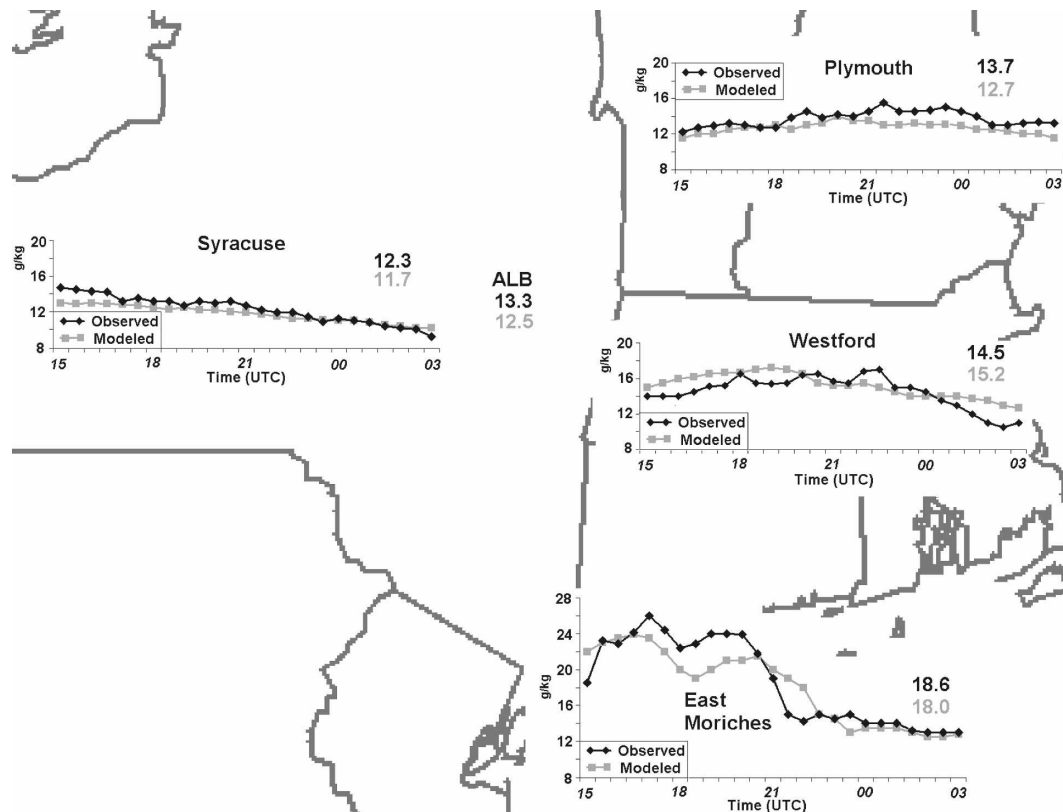 Plymouth
13.7
12.7
g/kg
20
16
12
8
Observed
Modeled
15
18
21
00
03
Time (UTC)
Syracuse
12.3
11.7
g/kg
20
16
12
8
Observed
Modeled
15
18
21
00
03
Time (UTC)
ALB
13.3
12.5
Westford
14.5
15.2
g/kg
20
16
12
8
Observed
Modeled
15
18
21
00
03
Time (UTC)
East
Moriches
18.6
18.0
g/kg
28
24
20
16
12
8
Observed
Modeled
15
18
21
00
03
Time (UTC)